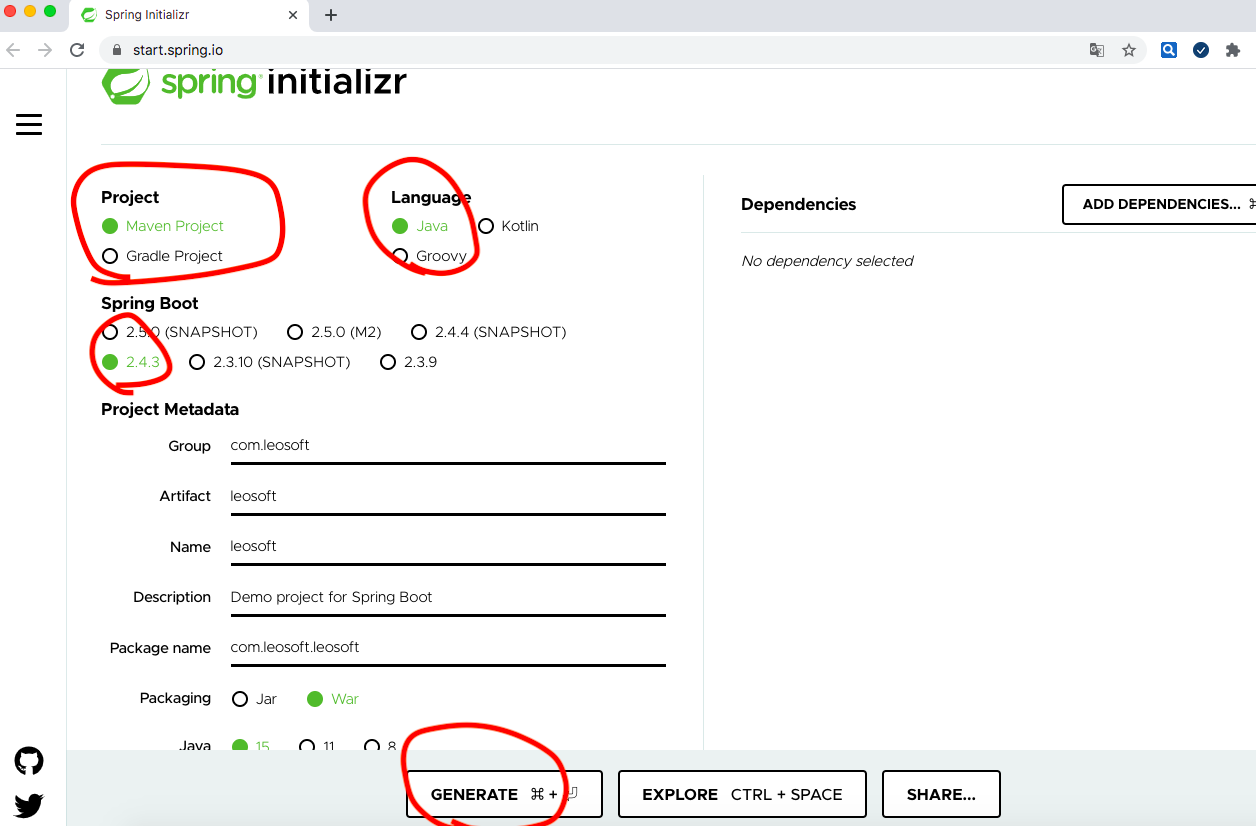 Spring Initializr
start.spring.io
spring initializr
Project
Maven Project
Gradle Project
Language
Java Kotlin
Groovy
Spring Boot
2.5.0 (SNAPSHOT) 2.5.0 (M2) 2.4.4 (SNAPSHOT)
2.4.3 2.3.10 (SNAPSHOT) 2.3.9
Project Metadata
Group com.leosoft
Artifact leosoft
Name leosoft
Description Demo project for Spring Boot
Package name com.leosoft.leosoft
Packaging Jar War
Java 15 11 8
Dependencies ADD DEPENDENCIES... ⌘
No dependency selected
GENERATE ⌘ + ⏎ EXPLORE CTRL + SPACE SHARE...